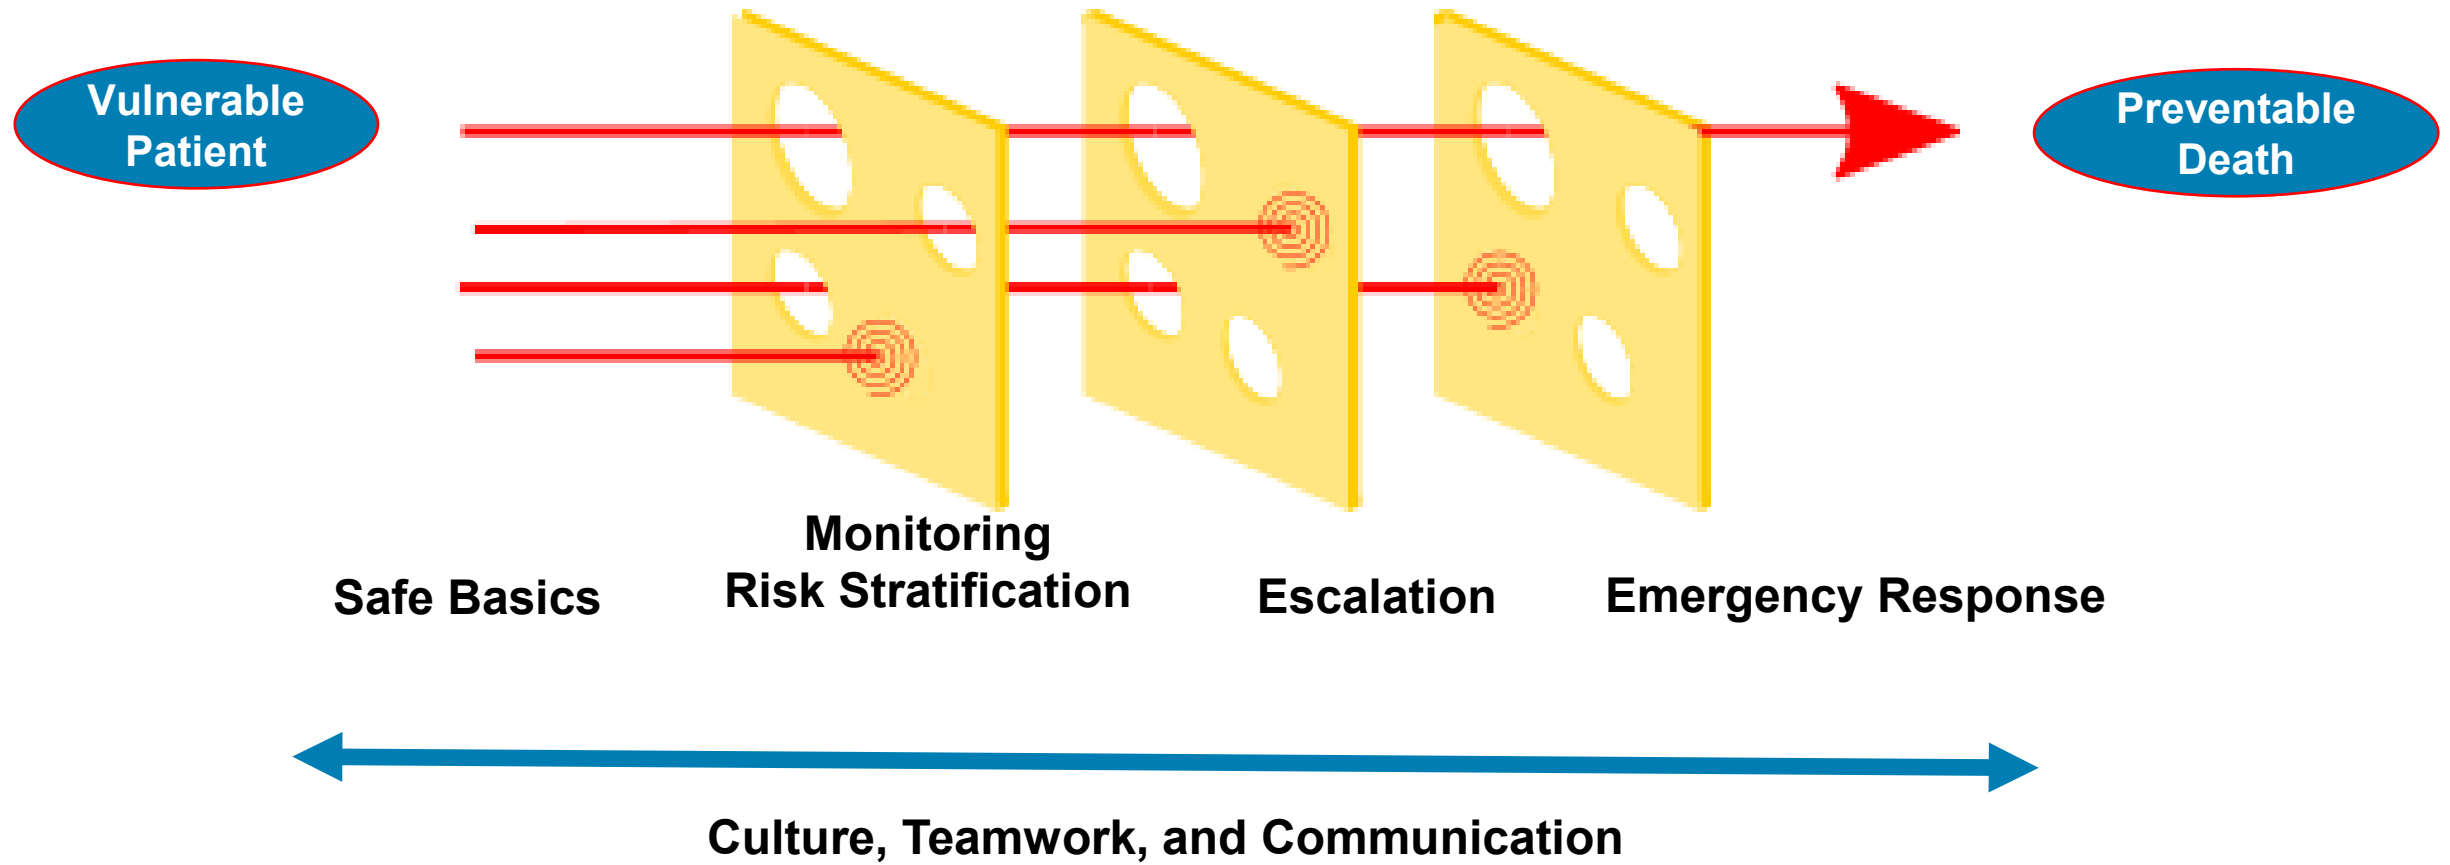 Vulnerable
Patient
Preventable
Death
Monitoring
Risk Stratification
Safe Basics
Escalation
Emergency Response
Culture, Teamwork, and Communication